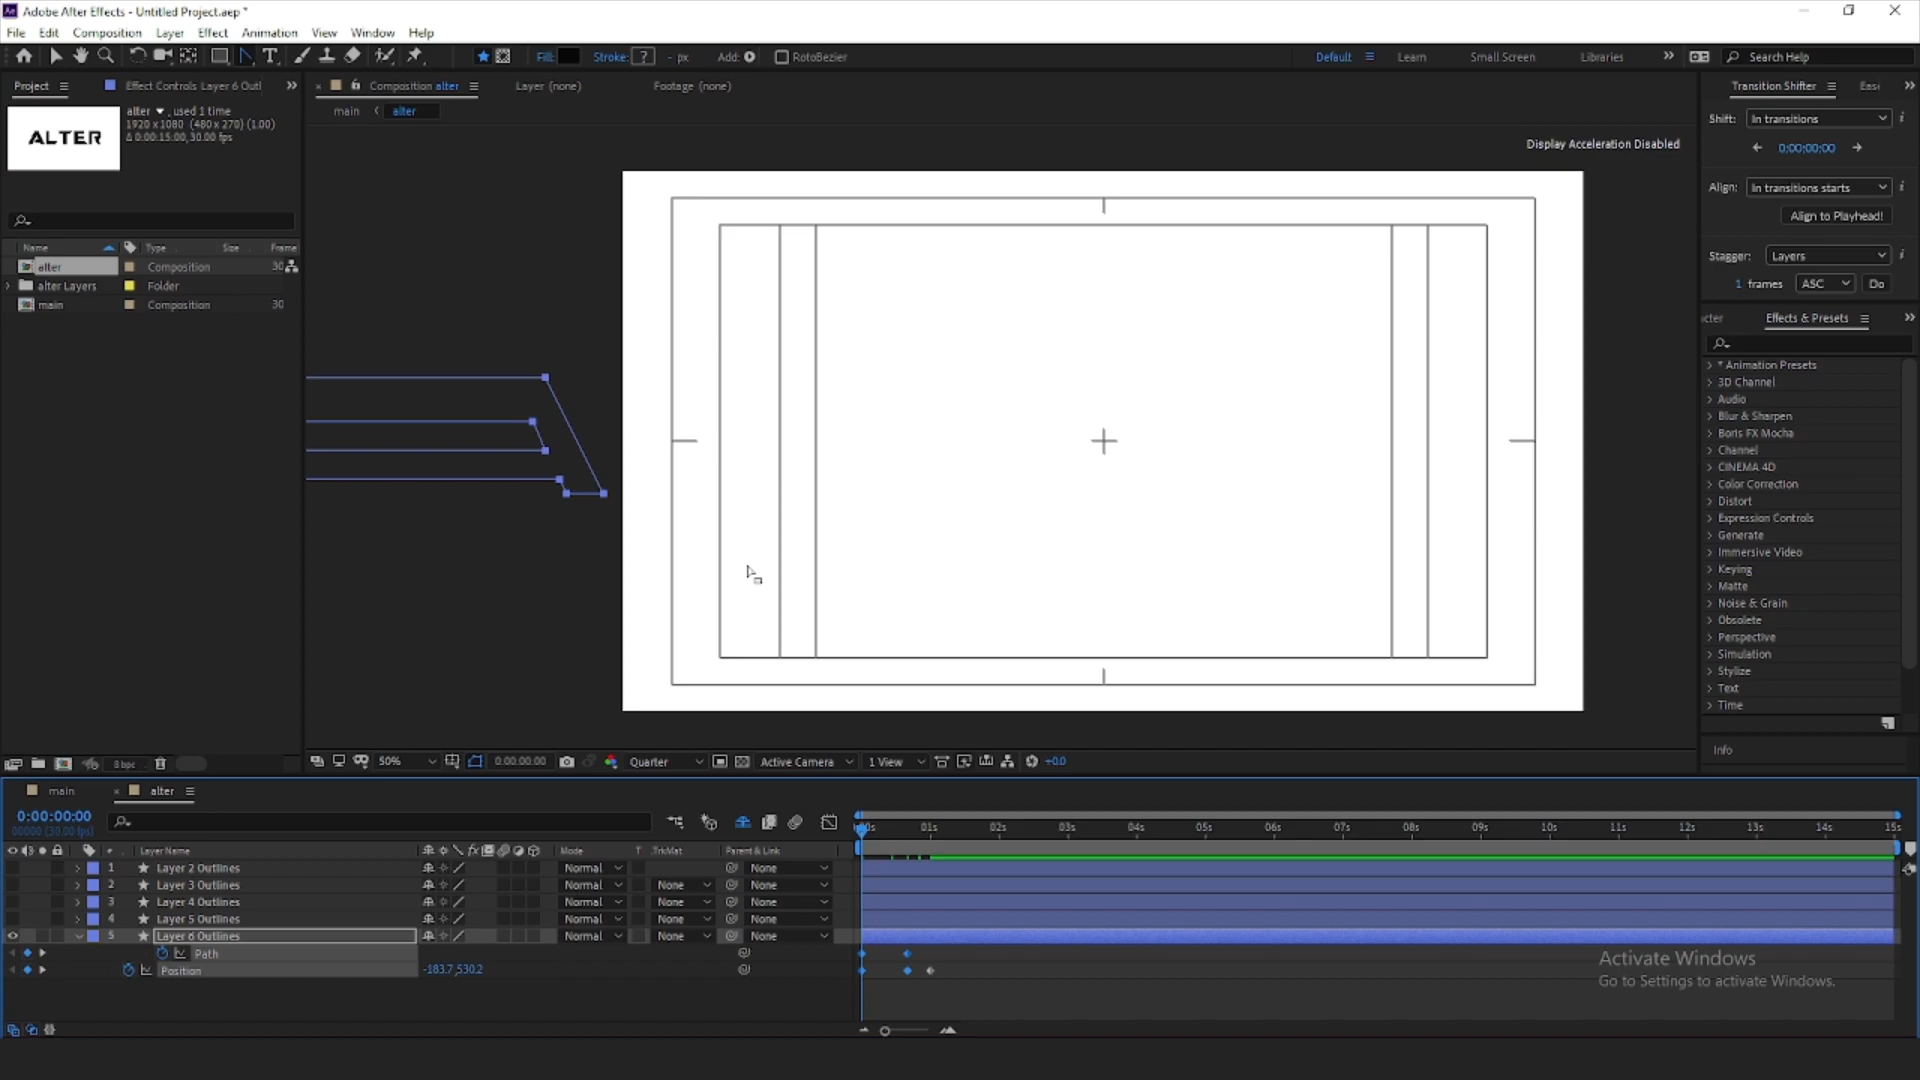 Adobe After Effects - Untitled Project.aep *
File Edit Composition Layer Effect Animation View Window Help
Fill: Stroke: ? - px Add: RotoBezier Default Learn Small Screen Libraries Search Help
Project Effect Controls Layer 6 Outl
Composition alter Layer (none) Footage (none)
Transition Shifter Ease
alter , used 1 time
1920 x 1080 (480 x 270) (1.00)
Δ 0:00:15:00, 30.00 fps
ALTER
main alter
Display Acceleration Disabled
Shift: In transitions
0:00:00:00
Align: In transitions starts
Align to Playhead!
Stagger: Layers
1 frames ASC Do
Name Type Size Frame
alter Composition 30
alter Layers Folder
main Composition 30
Effects & Presets
* Animation Presets
3D Channel
Audio
Blur & Sharpen
Boris FX Mocha
Channel
CINEMA 4D
Color Correction
Distort
Expression Controls
Generate
Immersive Video
Keying
Matte
Noise & Grain
Obsolete
Perspective
Simulation
Stylize
Text
Time
Info
8 bpc
50% 0:00:00:00 Quarter Active Camera 1 View +0.0
main alter
0:00:00:00
00000 (30.00 fps)
01s 02s 03s 04s 05s 06s 07s 08s 09s 10s 11s 12s 13s 14s 15s
# Layer Name Mode T TrkMat Parent & Link
1 Layer 2 Outlines Normal None
2 Layer 3 Outlines Normal None None
3 Layer 4 Outlines Normal None None
4 Layer 5 Outlines Normal None None
5 Layer 6 Outlines Normal None None
Path
Position -183.7,530.2
Activate Windows
Go to Settings to activate Windows.